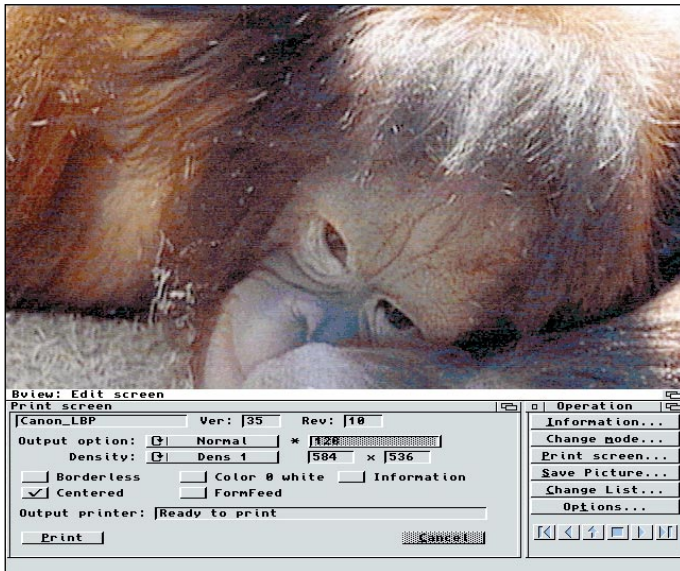 Bview: Edit screen
Print screen
Canon_LBP Ver: 35 Rev: 10
Output option: Normal * 128
Density: Dens 1 584 x 536
Borderless Color 0 white Information
Centered FormFeed
Output printer: Ready to print
Print Cancel
Operation
Information...
Change mode...
Print screen...
Save Picture...
Change List...
Options...